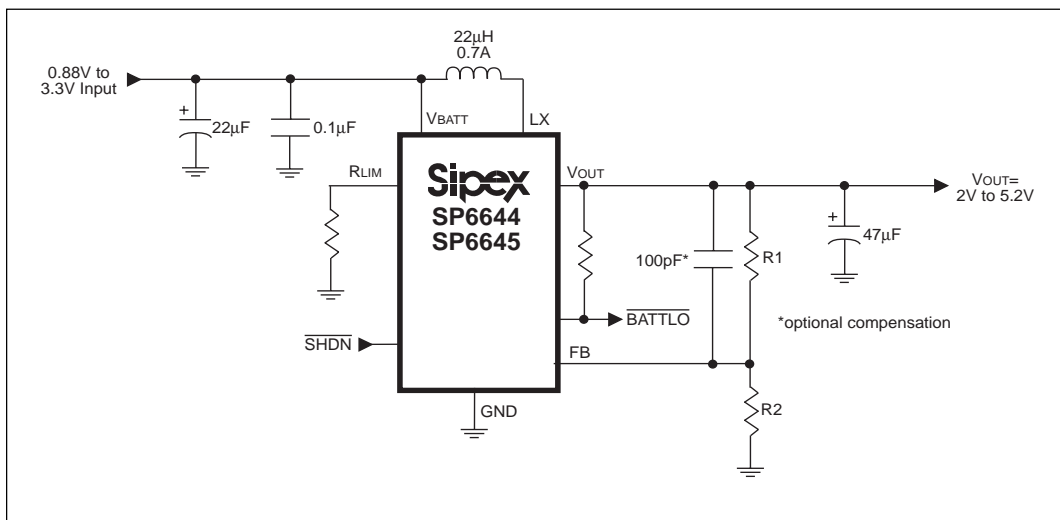 22μH
0.7A
0.88V to
3.3V Input
+
22μF
0.1μF
VBATT
LX
RLIM
Sipex
SP6644
SP6645
VOUT
VOUT=
2V to 5.2V
+
47μF
100pF*
R1
BATTLO
*optional compensation
SHDN
FB
R2
GND